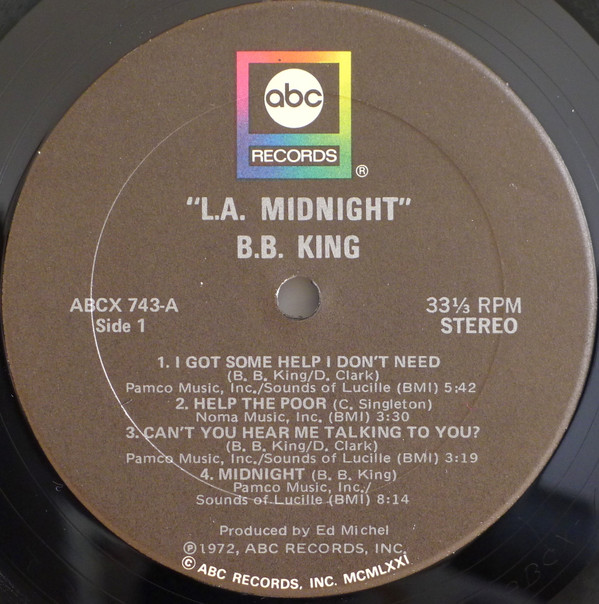 abc
RECORDS
®
"L.A. MIDNIGHT"
B.B. KING
ABCX 743-A
Side 1
33⅓ RPM
STEREO
1. I GOT SOME HELP I DON'T NEED
(B. B. King/D. Clark)
Pamco Music, Inc./Sounds of Lucille (BMI) 5:42
2. HELP THE POOR (C. Singleton)
Noma Music, Inc. (BMI) 3:30
3. CAN'T YOU HEAR ME TALKING TO YOU?
(B. B. King/D. Clark)
Pamco Music, Inc./Sounds of Lucille (BMI) 3:19
4. MIDNIGHT (B. B. King)
Pamco Music, Inc./
Sounds of Lucille (BMI) 8:14
Produced by Ed Michel
℗1972, ABC RECORDS, INC.
© ABC RECORDS, INC. MCMLXXI